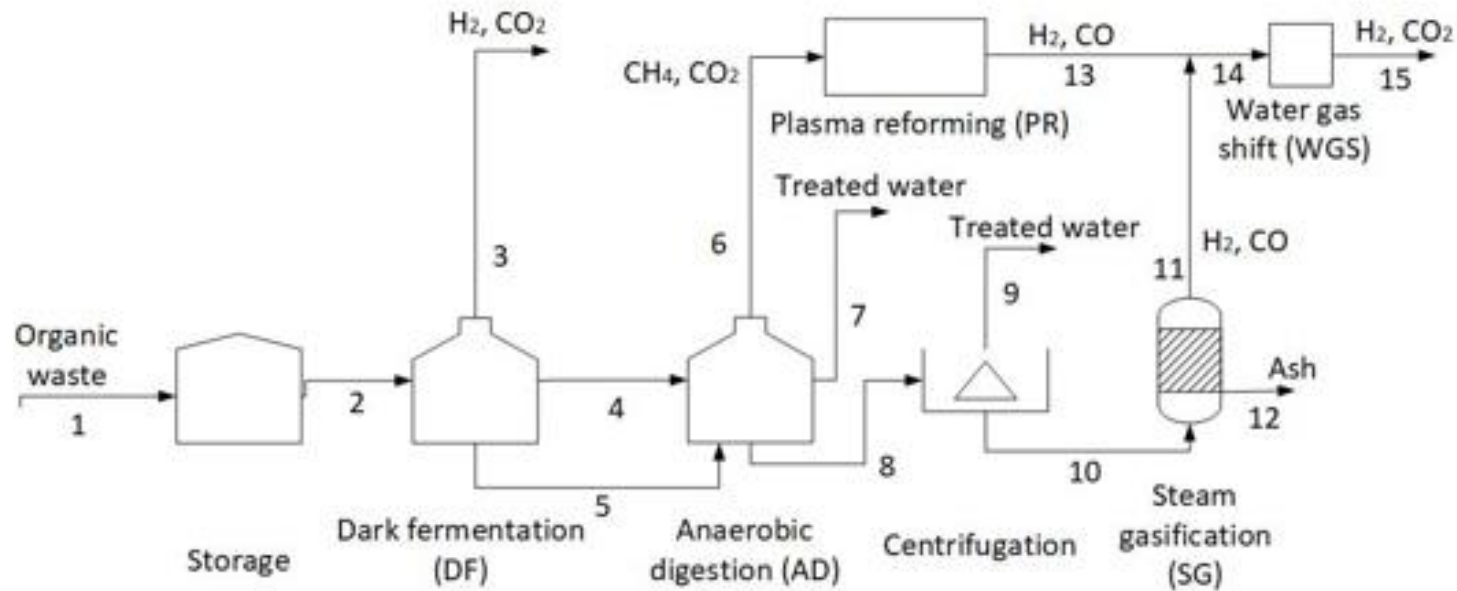 H₂, CO₂
H₂, CO
13
14
H₂, CO₂
15
CH₄, CO₂
Plasma reforming (PR)
Water gas
shift (WGS)
Treated water
Treated water
3
6
7
9
11
H₂, CO
Organic
waste
1
2
4
5
8
10
Ash
12
Storage
Dark fermentation
(DF)
Anaerobic
digestion (AD)
Centrifugation
Steam
gasification
(SG)